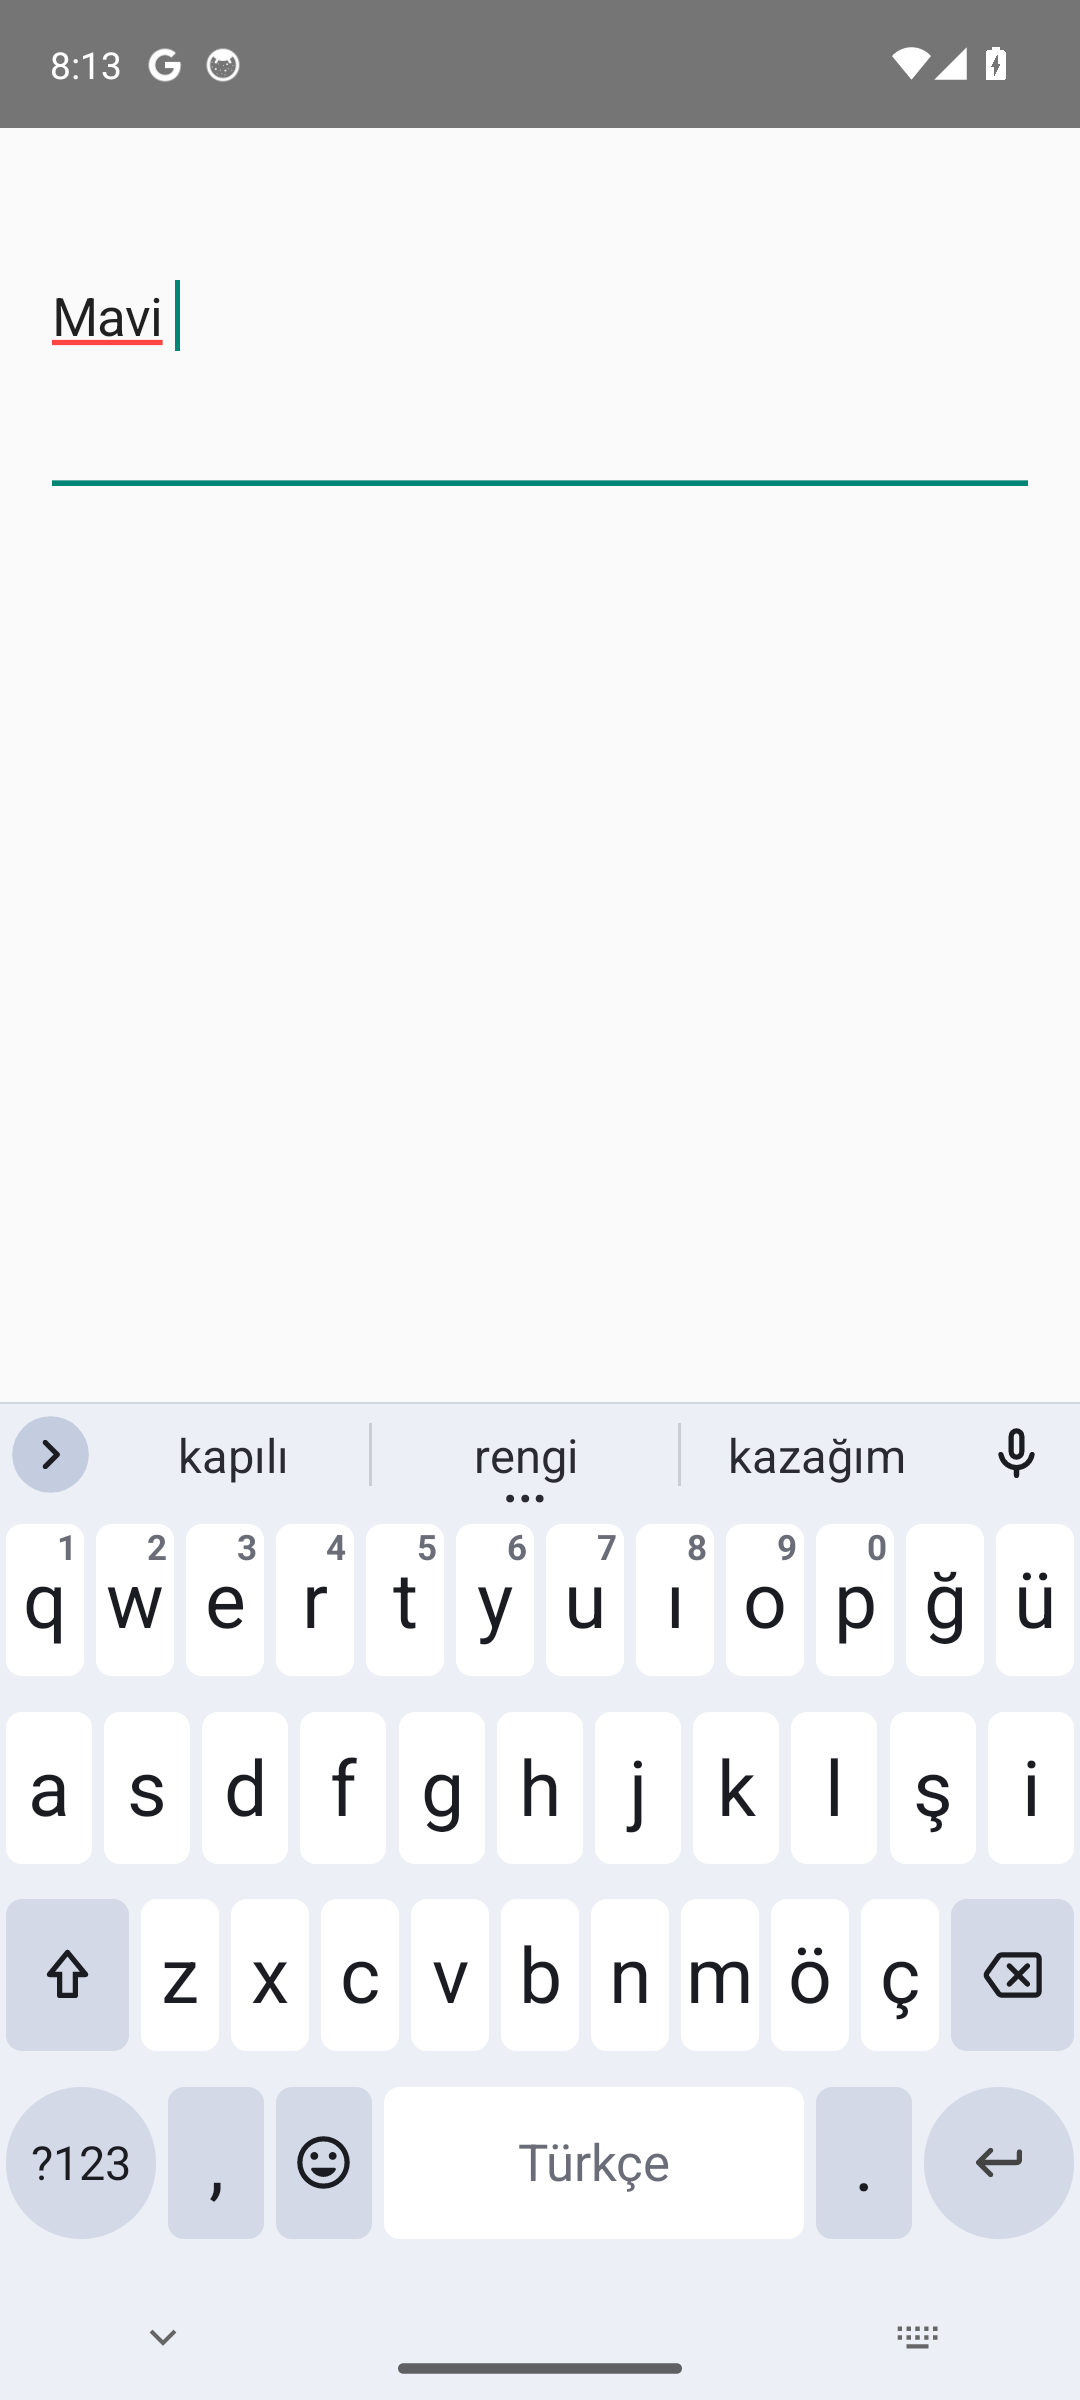 8:13
Mavi
kapılı rengi kazağım
1 2 3 4 5 6 7 8 9 0
q w e r t y u ı o p ğ ü
a s d f g h j k l ş i
z x c v b n m ö ç
?123 , Türkçe .